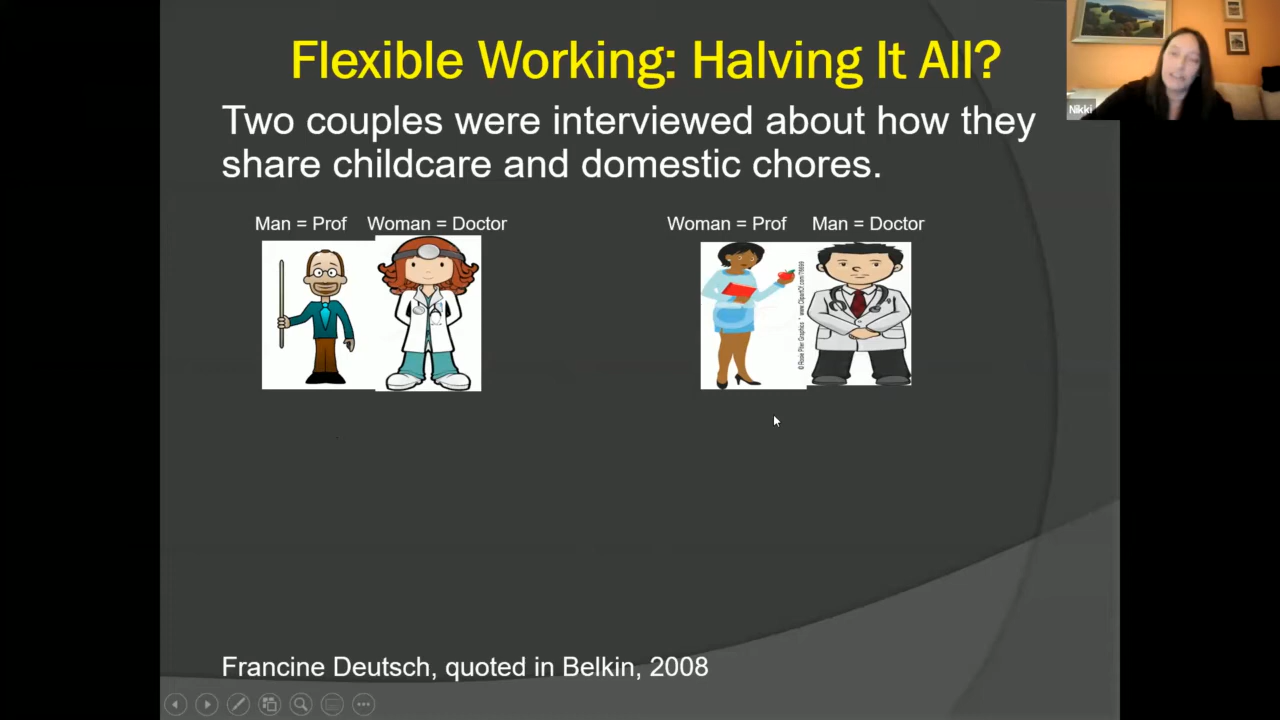 Flexible Working: Halving It All?
Nikki
Two couples were interviewed about how they
share childcare and domestic chores.
Man = Prof Woman = Doctor
Woman = Prof Man = Doctor
Francine Deutsch, quoted in Belkin, 2008